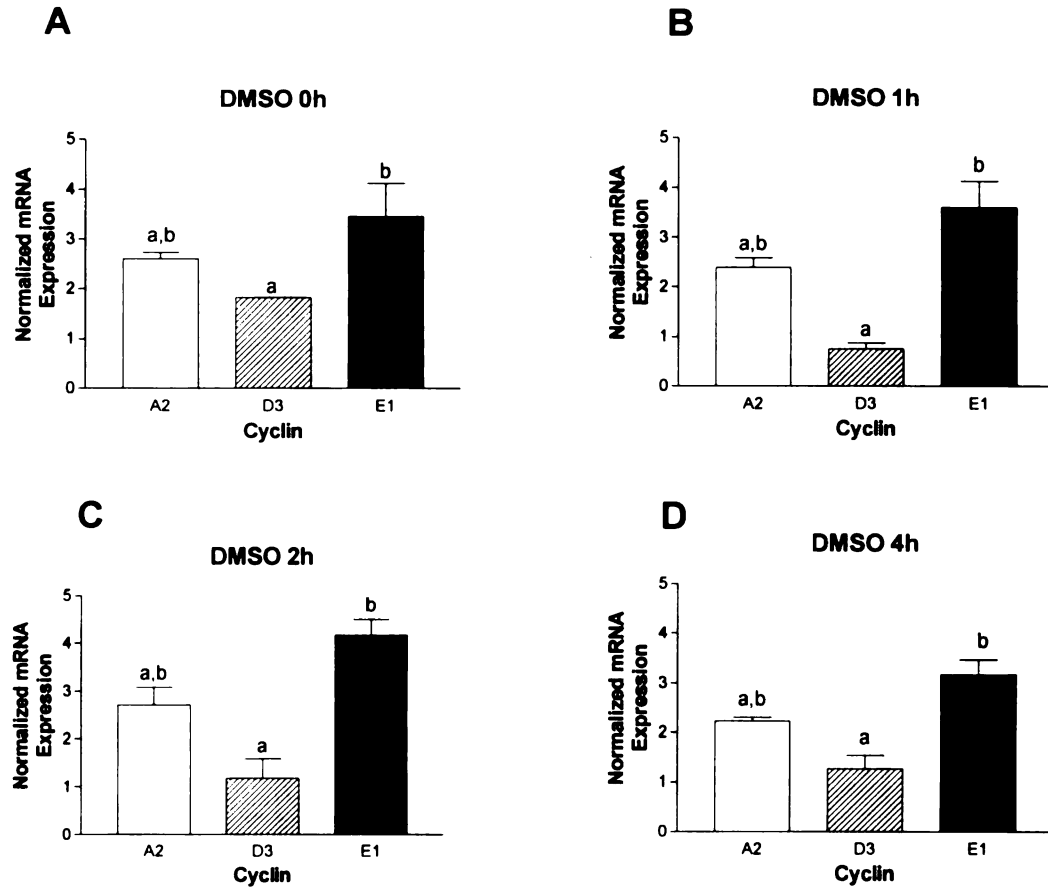 A
DMSO 0h
Normalized mRNA
Expression
5
4
3
2
1
0
a,b
a
b
A2 D3 E1
Cyclin
B
DMSO 1h
Normalized mRNA
Expression
5
4
3
2
1
0
a,b
a
b
A2 D3 E1
Cyclin
C
DMSO 2h
Normalized mRNA
Expression
5
4
3
2
1
0
a,b
a
b
A2 D3 E1
Cyclin
D
DMSO 4h
Normalized mRNA
Expression
5
4
3
2
1
0
a,b
a
b
A2 D3 E1
Cyclin